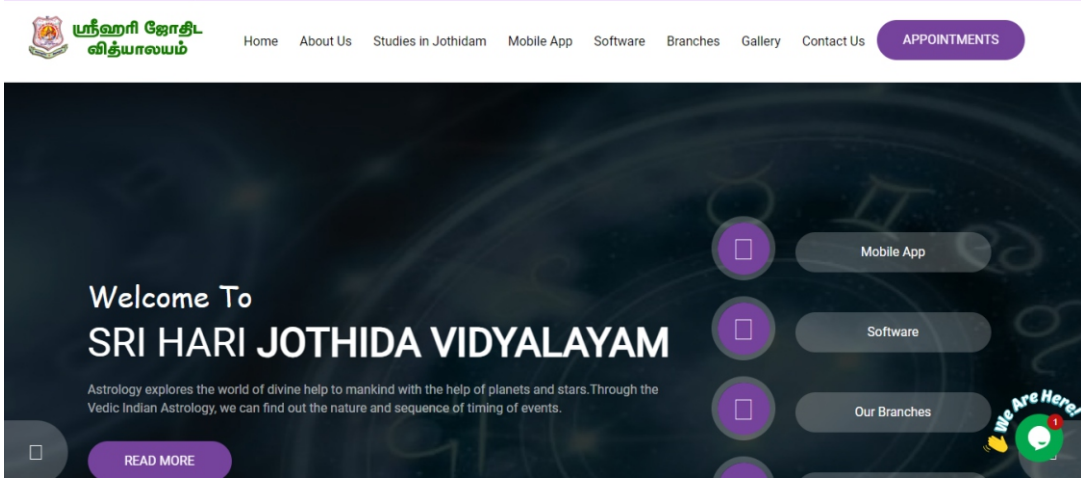 ஸ்ரீஹரி ஜோதிட
வித்யாலயம்
Home About Us Studies in Jothidam Mobile App Software Branches Gallery Contact Us APPOINTMENTS
Welcome To
SRI HARI JOTHIDA VIDYALAYAM
Astrology explores the world of divine help to mankind with the help of planets and stars.Through the
Vedic Indian Astrology, we can find out the nature and sequence of timing of events.
READ MORE
Mobile App
Software
Our Branches
We Are Here!
1